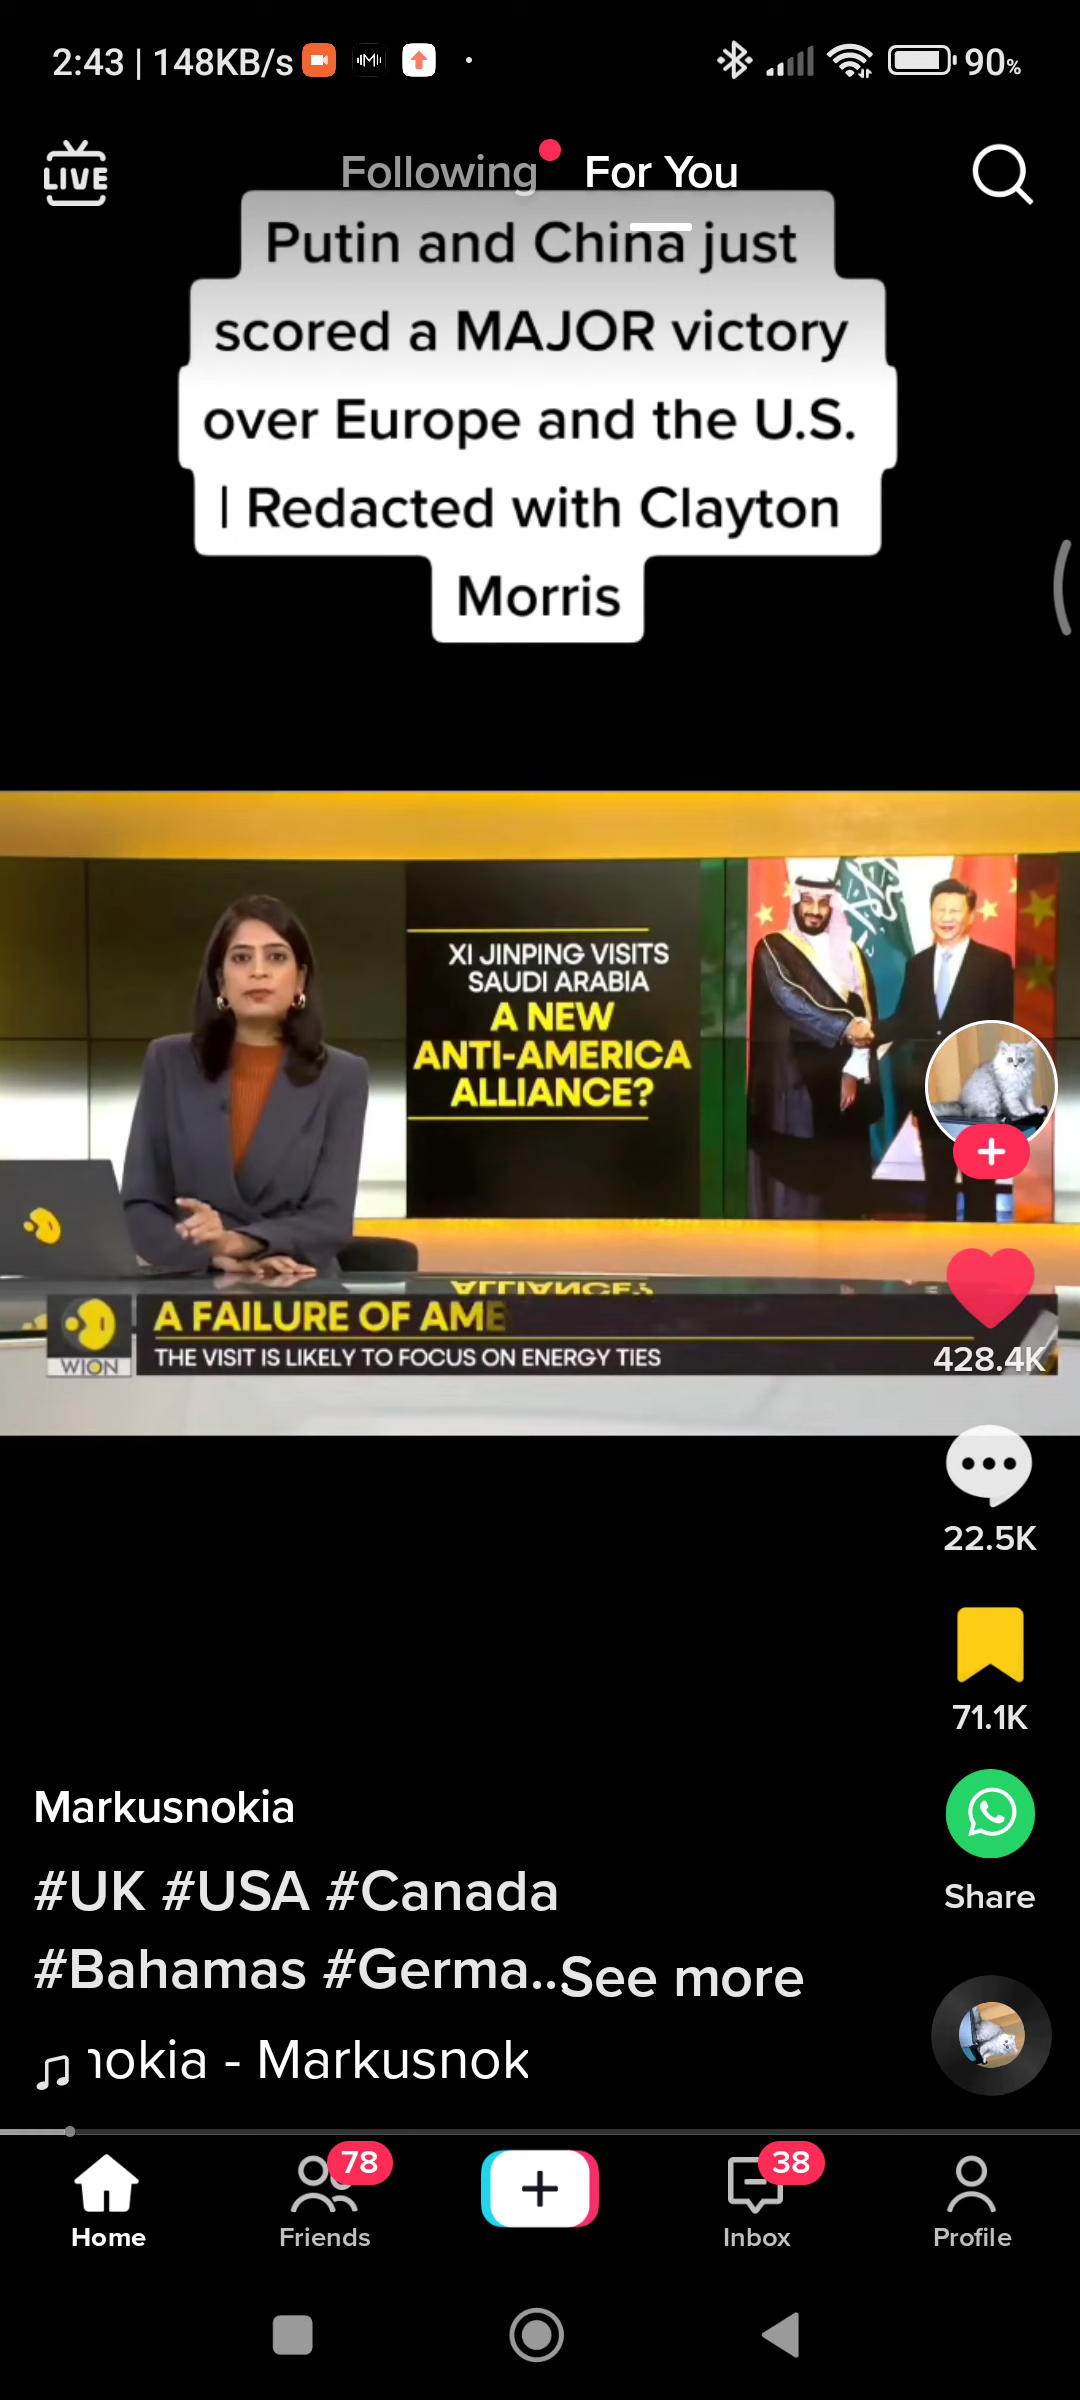 2:43 | 148KB/s
90%
LIVE
Following
For You
Putin and China just
scored a MAJOR victory
over Europe and the U.S.
| Redacted with Clayton
Morris
XI JINPING VISITS
SAUDI ARABIA
A NEW
ANTI-AMERICA
ALLIANCE?
ALLIANCE?
A FAILURE OF AME
THE VISIT IS LIKELY TO FOCUS ON ENERGY TIES
WION
428.4K
22.5K
71.1K
Share
Markusnokia
#UK #USA #Canada
#Bahamas #Germa...See more
nokia - Markusnok
Home
78
Friends
38
Inbox
Profile